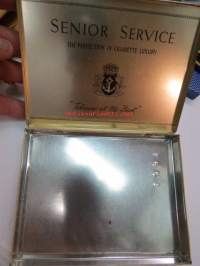 SENIOR SERVICE
THE PERFECTION OF CIGARETTE LUXURY
"Tobacco at Its Best"